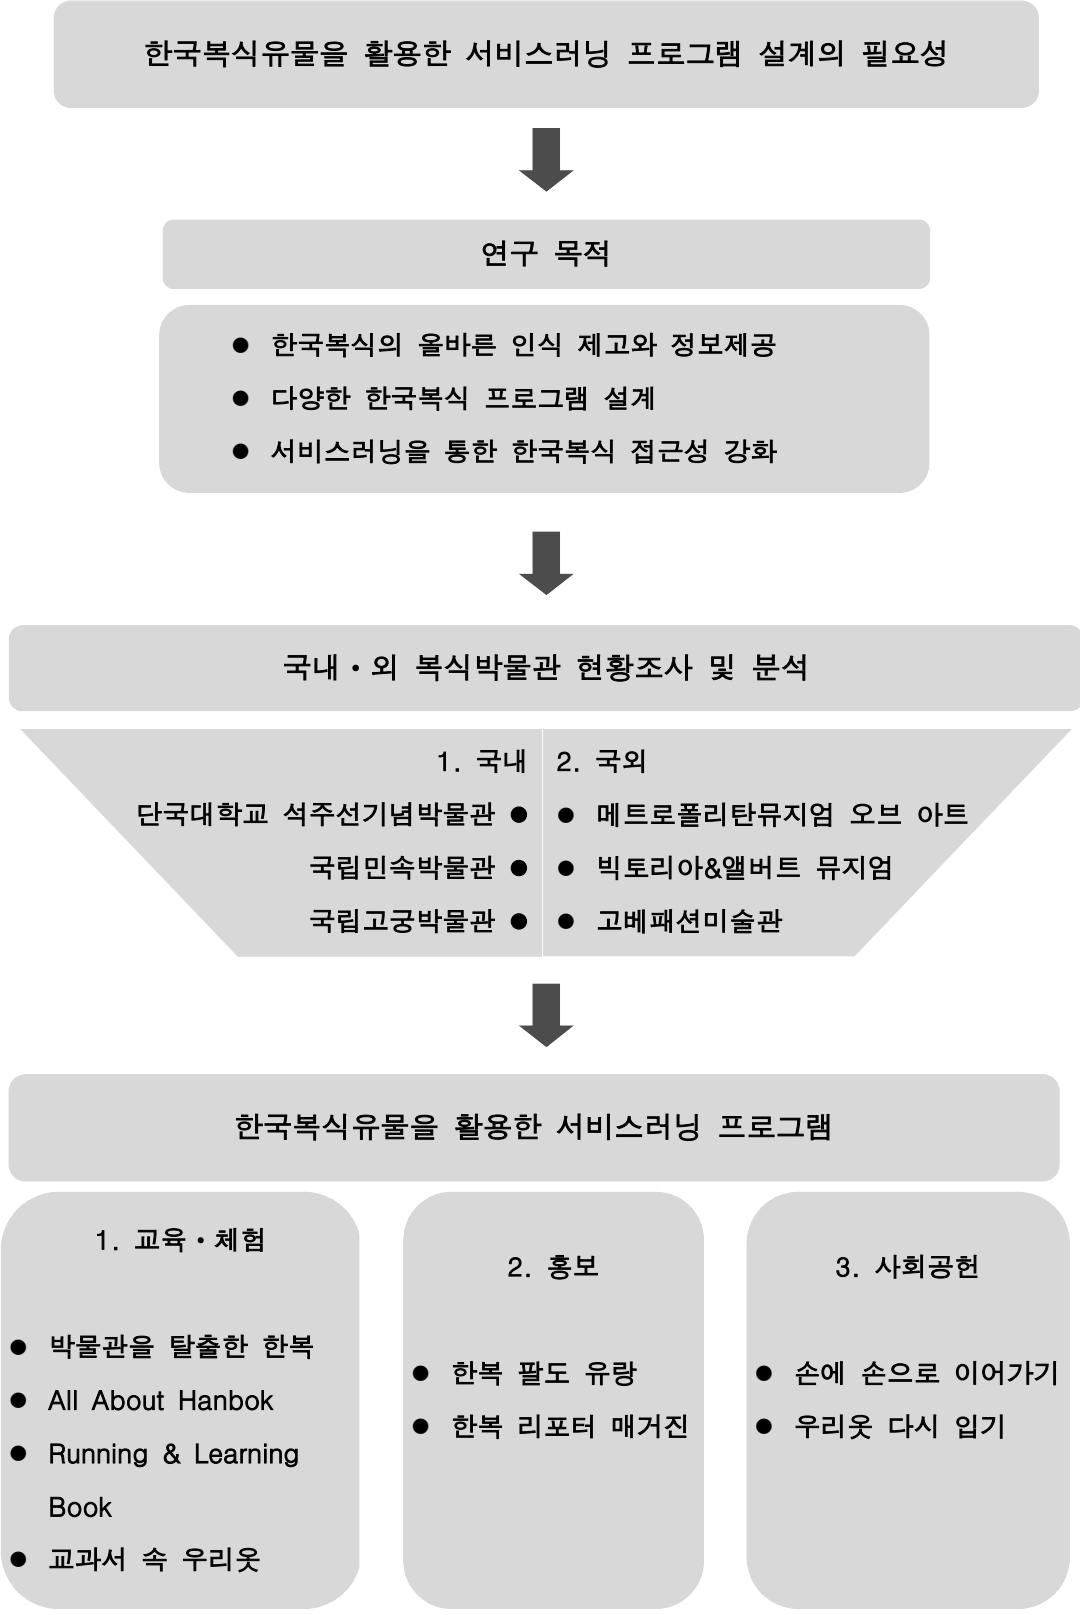 한국복식유물을 활용한 서비스러닝 프로그램 설계의 필요성
연구 목적
● 한국복식의 올바른 인식 제고와 정보제공
● 다양한 한국복식 프로그램 설계
● 서비스러닝을 통한 한국복식 접근성 강화
국내・외 복식박물관 현황조사 및 분석
1. 국내
단국대학교 석주선기념박물관 ●
국립민속박물관 ●
국립고궁박물관 ●
2. 국외
● 메트로폴리탄뮤지엄 오브 아트
● 빅토리아&앨버트 뮤지엄
● 고베패션미술관
한국복식유물을 활용한 서비스러닝 프로그램
1. 교육・체험
● 박물관을 탈출한 한복
● All About Hanbok
● Running & Learning
Book
● 교과서 속 우리옷
2. 홍보
● 한복 팔도 유랑
● 한복 리포터 매거진
3. 사회공헌
● 손에 손으로 이어가기
● 우리옷 다시 입기